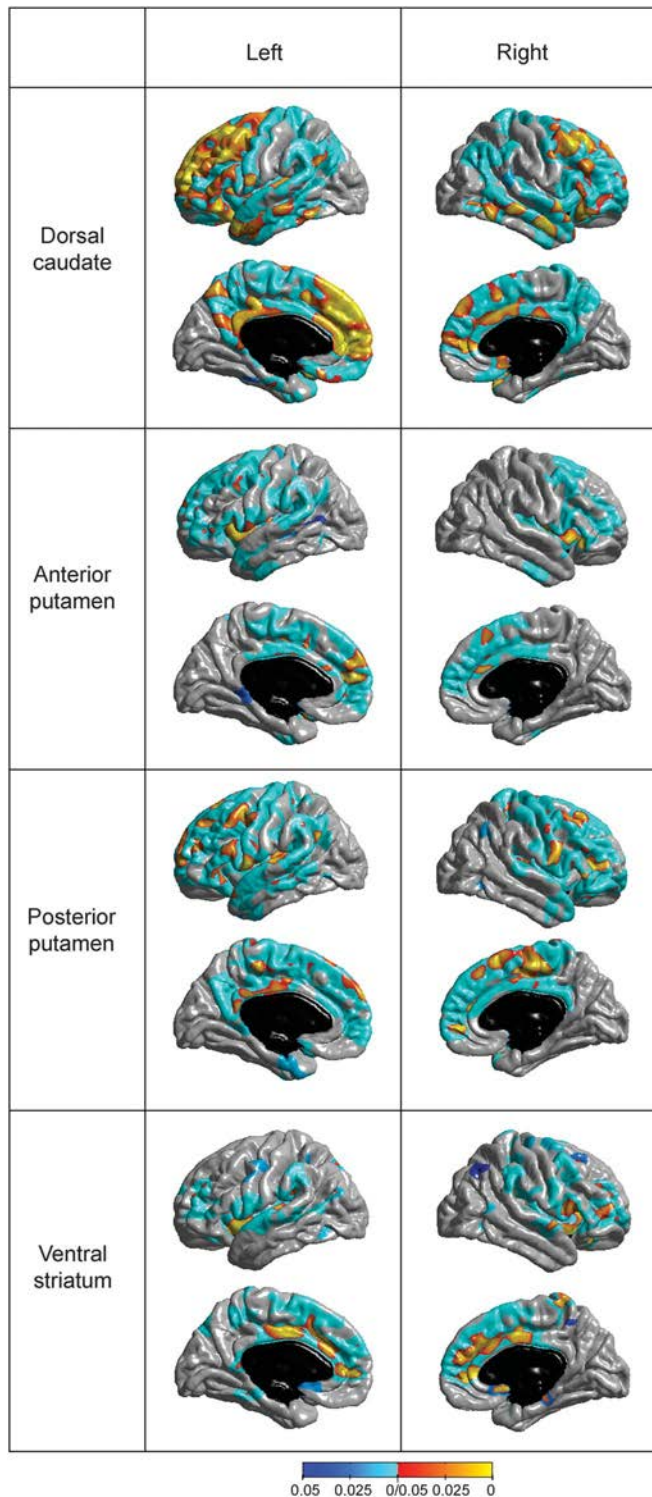 Left Right
Dorsal
caudate
Anterior
putamen
Posterior
putamen
Ventral
striatum
0.05 0.025 0/0.05 0.025 0